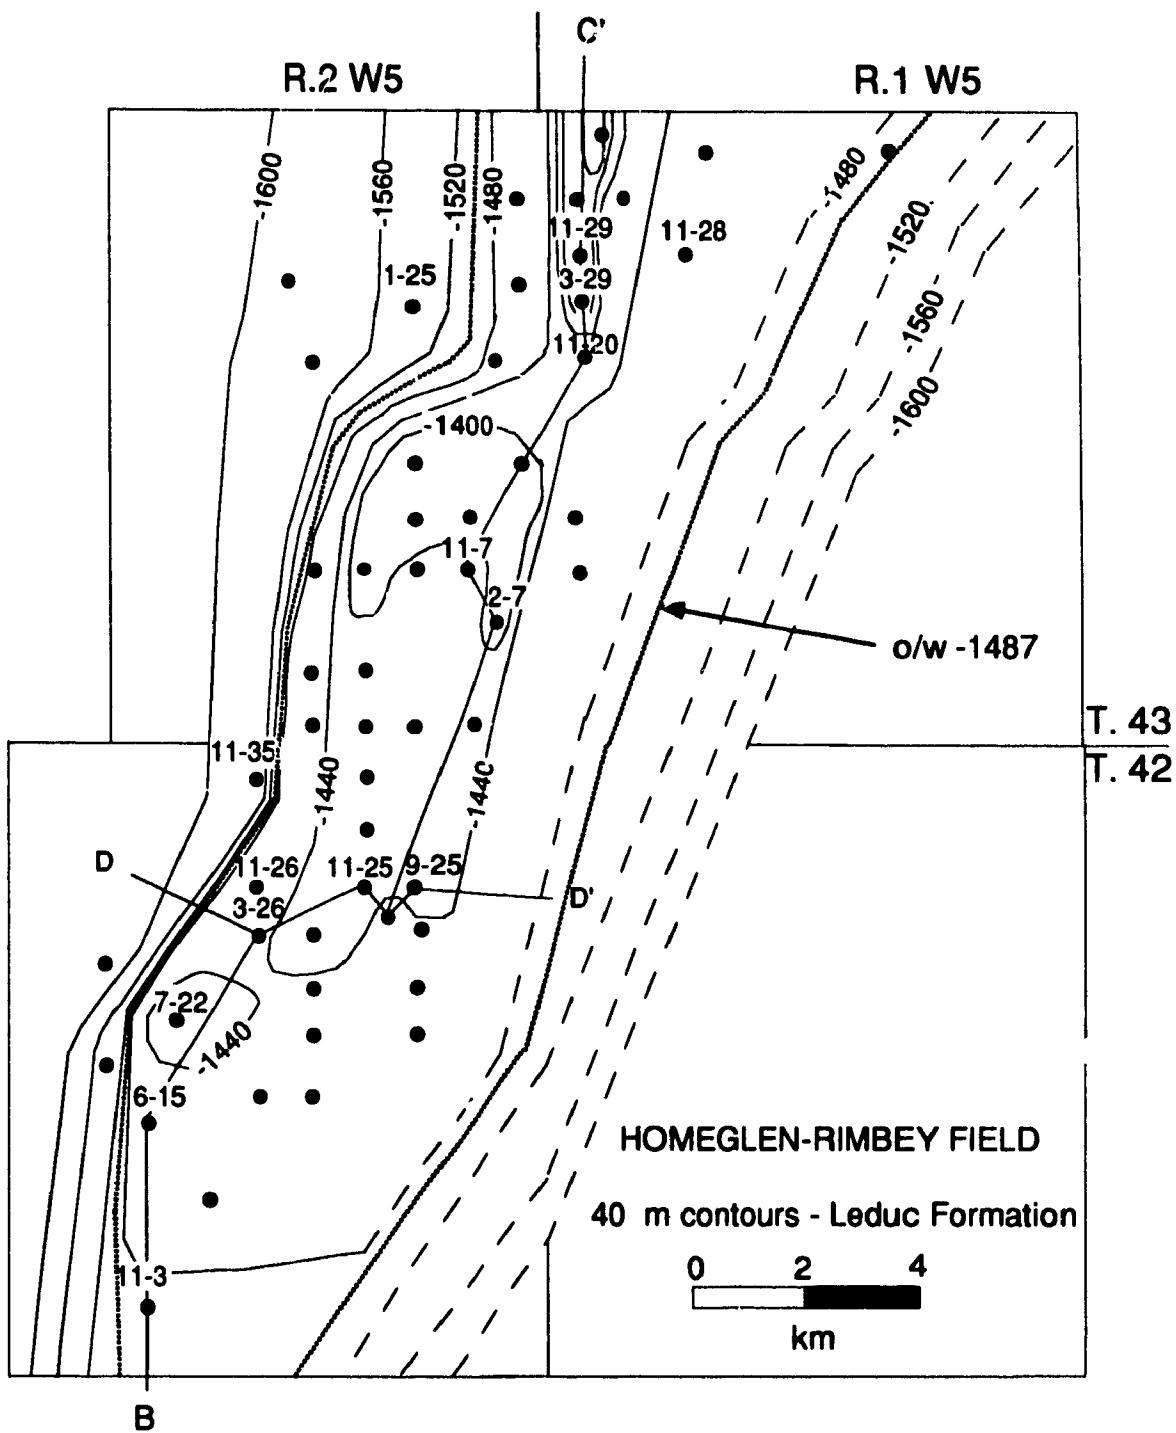 C'
R.2 W5
R.1 W5
-1600
-1560
-1520
-1480
-1480
11-29
11-28
-1520
3-29
1-25
-1560
11-20
-1600
-1400
11-7
2-7
o/w -1487
T. 43
11-35
T. 42
-1440
-1440
D
11-26
11-25
9-25
D'
3-26
7-22
-1440
6-15
HOMEGLEN-RIMBEY FIELD
40 m contours - Leduc Formation
11-3
0 2 4
km
B